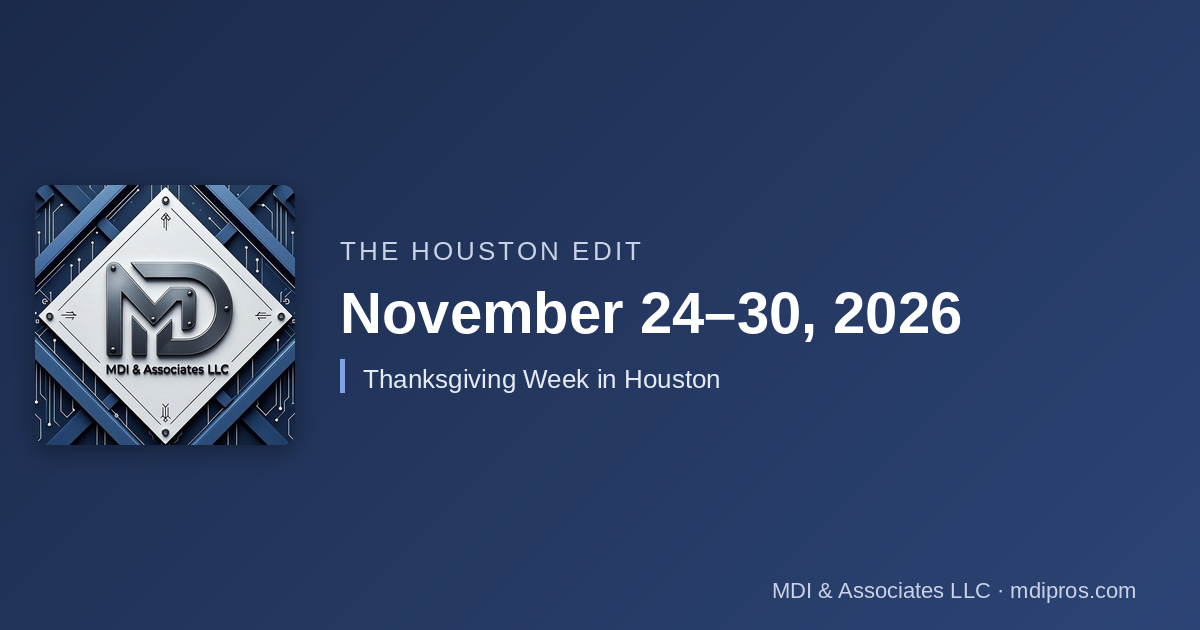 MD
MDI & Associates LLC
THE HOUSTON EDIT
November 24–30, 2026
Thanksgiving Week in Houston
MDI & Associates LLC · mdipros.com